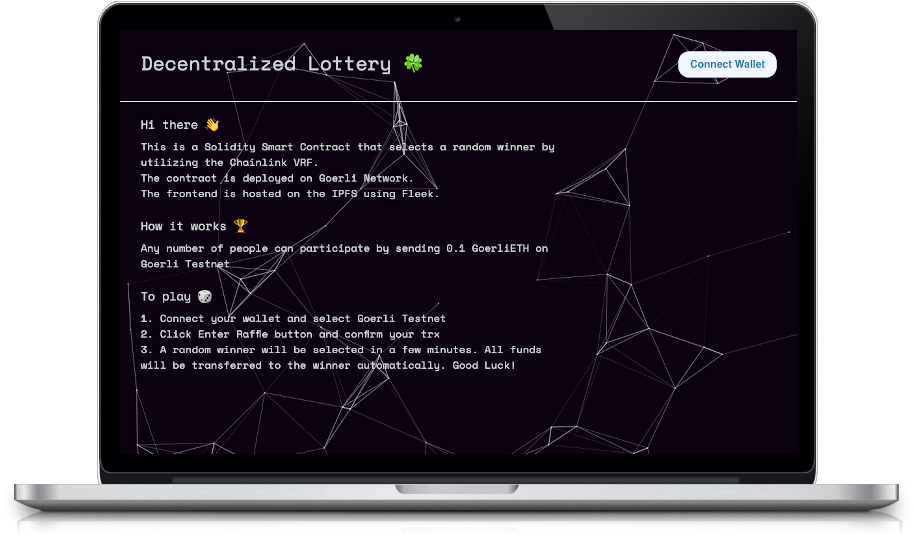 Decentralized Lottery 🍀
Connect Wallet
Hi there 👋
This is a Solidity Smart Contract that selects a random winner by
utilizing the Chainlink VRF.
The contract is deployed on Goerli Network.
The frontend is hosted on the IPFS using Fleek.
How it works 🏆
Any number of people can participate by sending 0.1 GoerliETH on
Goerli Testnet
To play 🎲
1. Connect your wallet and select Goerli Testnet
2. Click Enter Raffle button and confirm your trx
3. A random winner will be selected in a few minutes. All funds
will be transferred to the winner automatically. Good Luck!